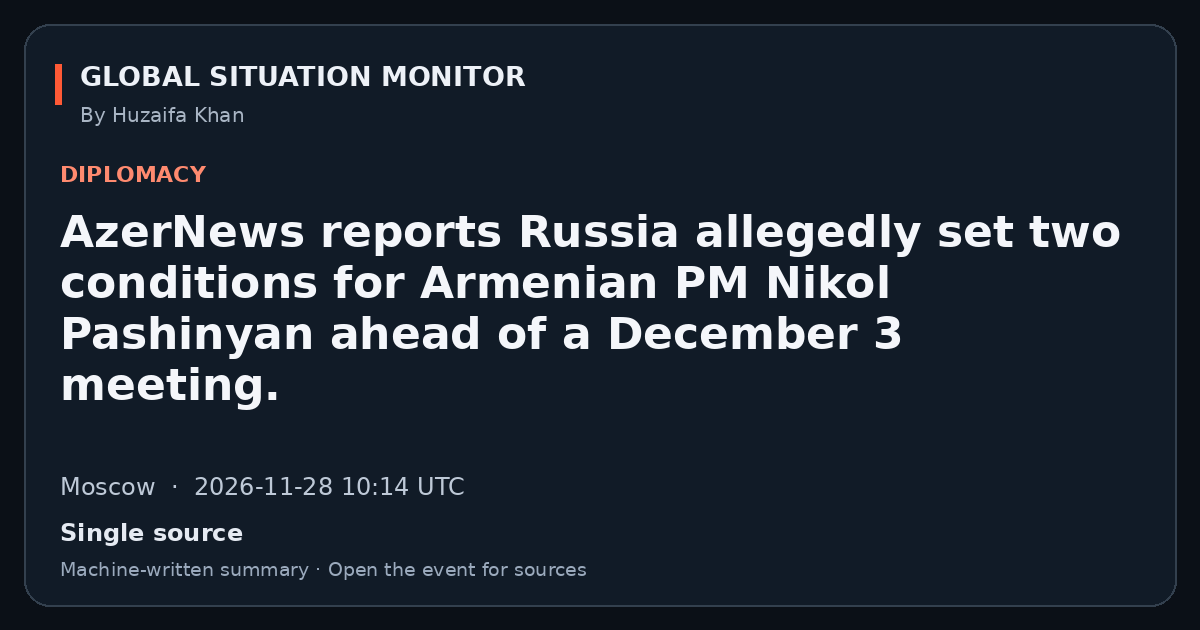 GLOBAL SITUATION MONITOR
By Huzaifa Khan
DIPLOMACY
AzerNews reports Russia allegedly set two
conditions for Armenian PM Nikol
Pashinyan ahead of a December 3
meeting.
Moscow · 2026-11-28 10:14 UTC
Single source
Machine-written summary · Open the event for sources